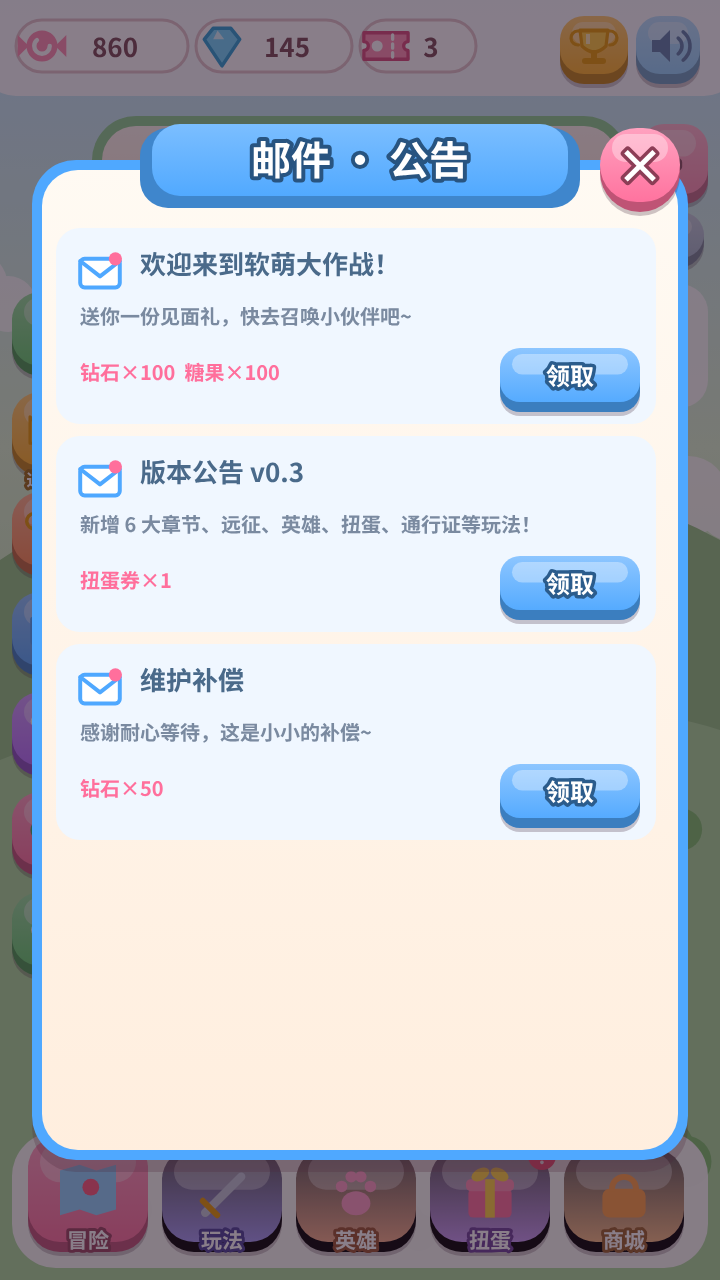 860
145
3
邮件 · 公告
欢迎来到软萌大作战！
送你一份见面礼，快去召唤小伙伴吧~
钻石×100 糖果×100
领取
版本公告 v0.3
新增 6 大章节、远征、英雄、扭蛋、通行证等玩法！
扭蛋券×1
领取
维护补偿
感谢耐心等待，这是小小的补偿~
钻石×50
领取
冒险
玩法
英雄
扭蛋
商城